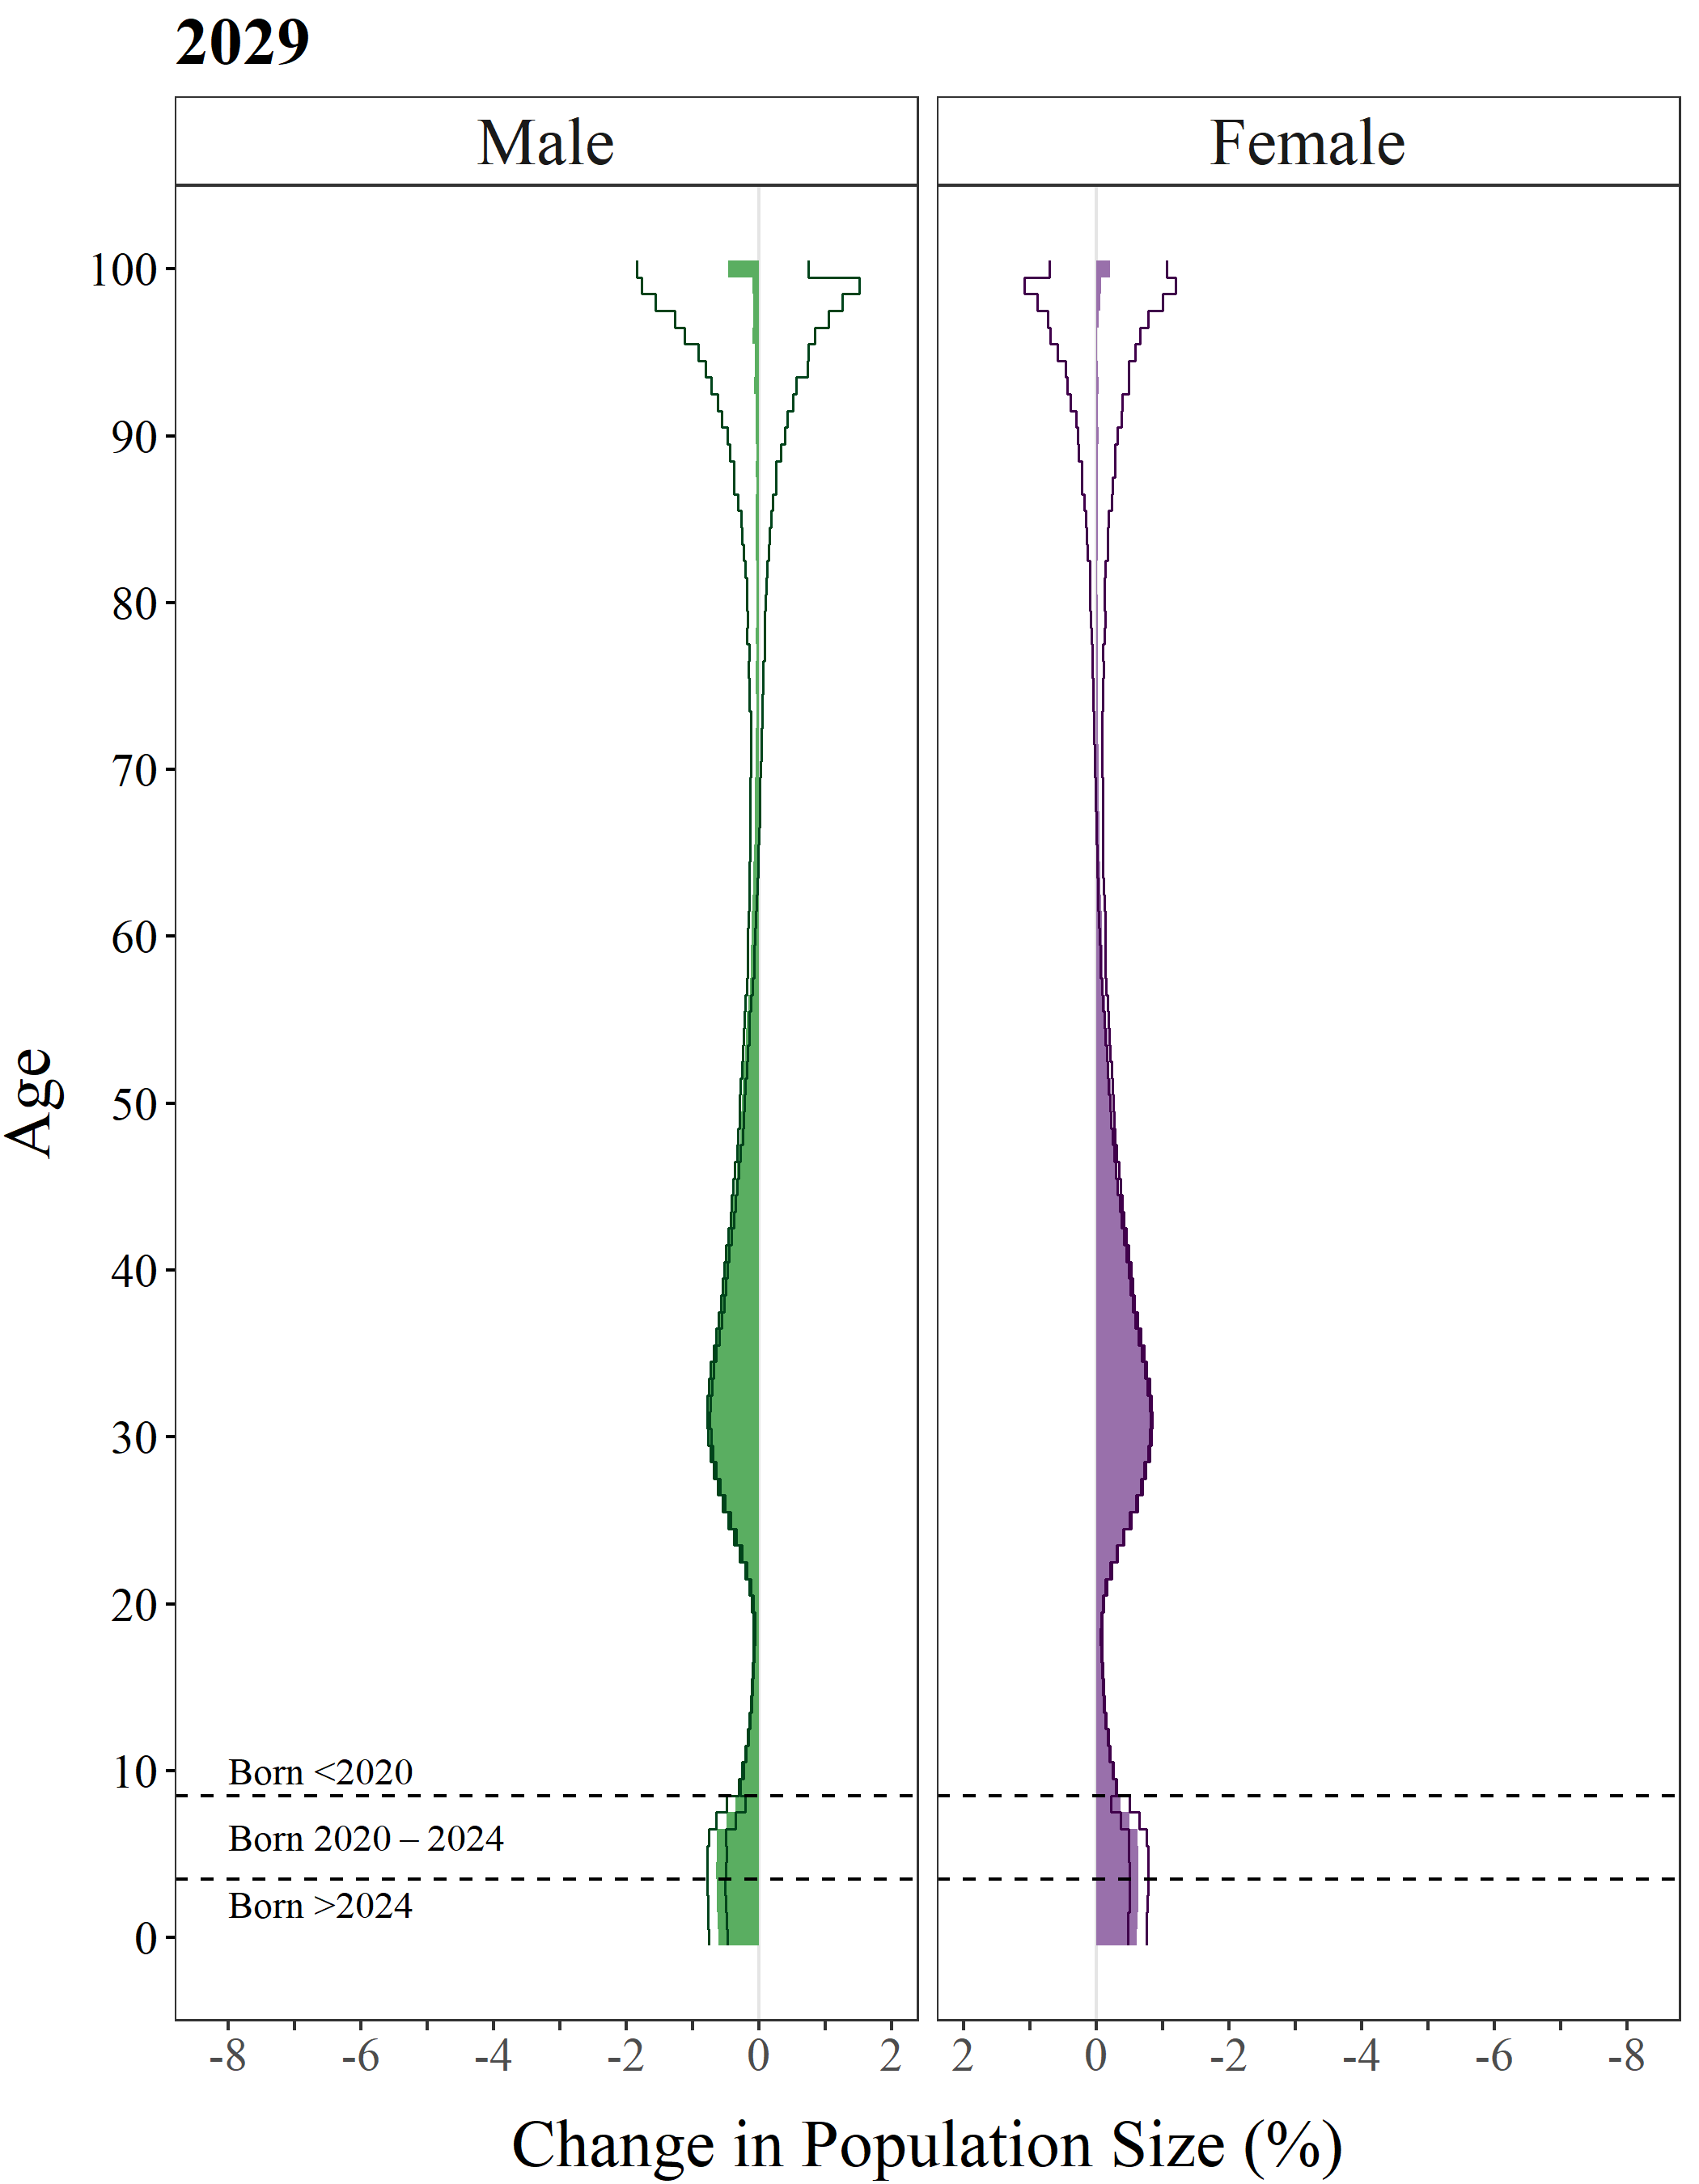 2029
Male
Female
100
90
80
70
60
50
40
30
20
10
0
Age
Born <2020
Born 2020 – 2024
Born >2024
-8 -6 -4 -2 0 2
2 0 -2 -4 -6 -8
Change in Population Size (%)